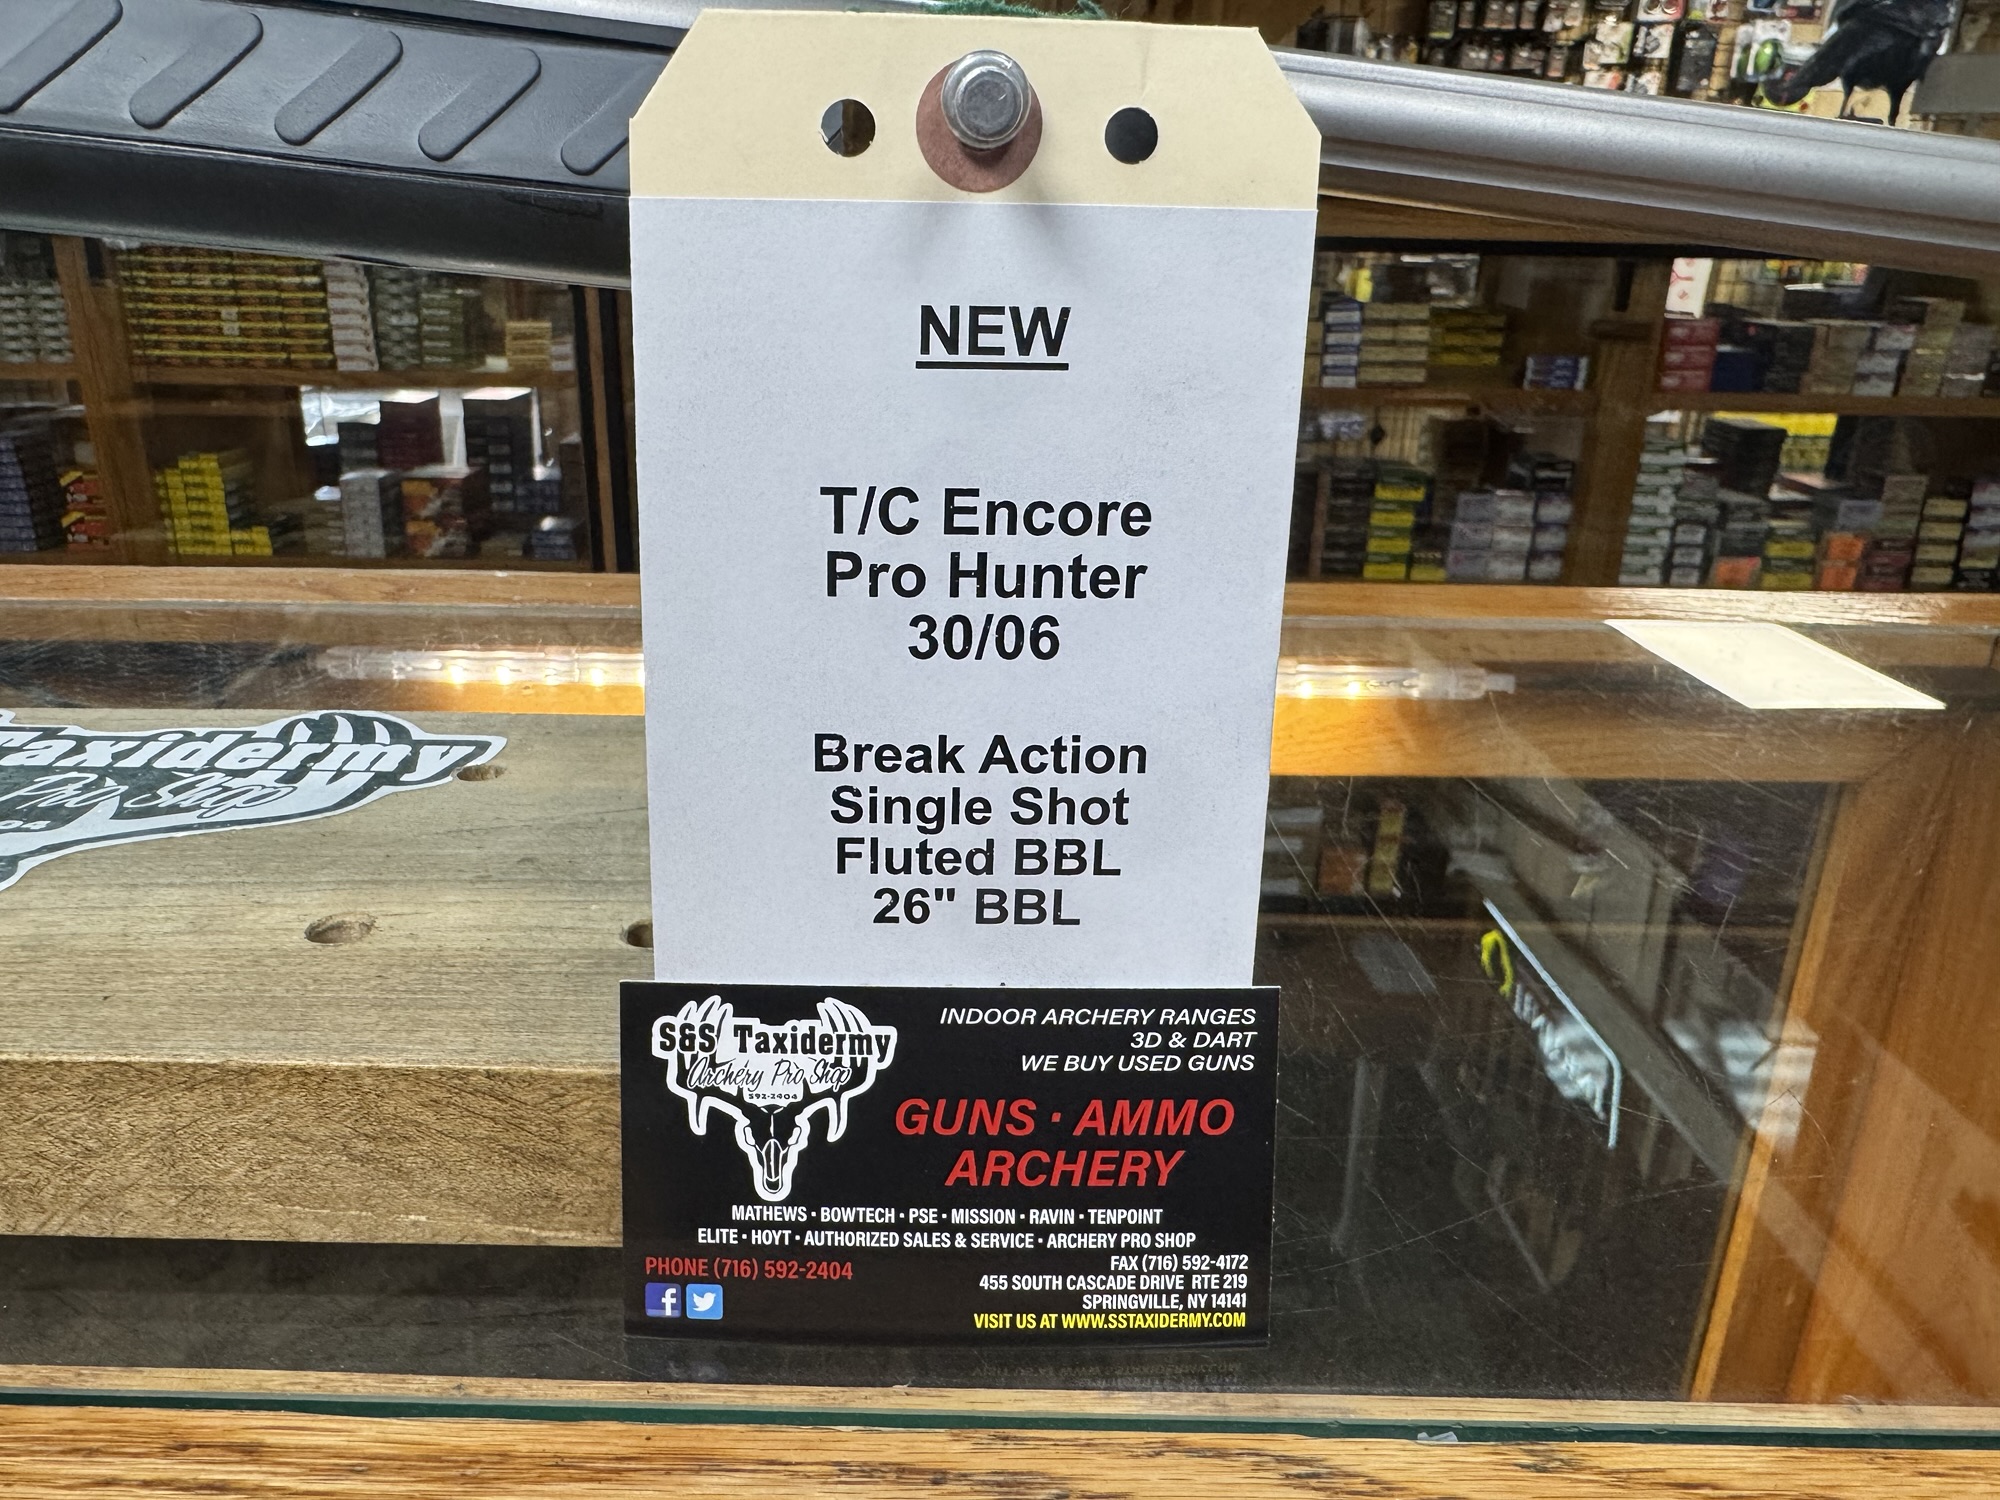 NEW
T/C Encore
Pro Hunter
30/06
Break Action
Single Shot
Fluted BBL
26" BBL
Taxidermy
Pro Shop
04
S&S Taxidermy
Archery Pro Shop
592-2404
INDOOR ARCHERY RANGES
3D & DART
WE BUY USED GUNS
GUNS · AMMO
ARCHERY
MATHEWS · BOWTECH · PSE · MISSION · RAVIN · TENPOINT
ELITE · HOYT · AUTHORIZED SALES & SERVICE · ARCHERY PRO SHOP
PHONE (716) 592-2404
FAX (716) 592-4172
455 SOUTH CASCADE DRIVE RTE 219
SPRINGVILLE, NY 14141
VISIT US AT WWW.SSTAXIDERMY.COM